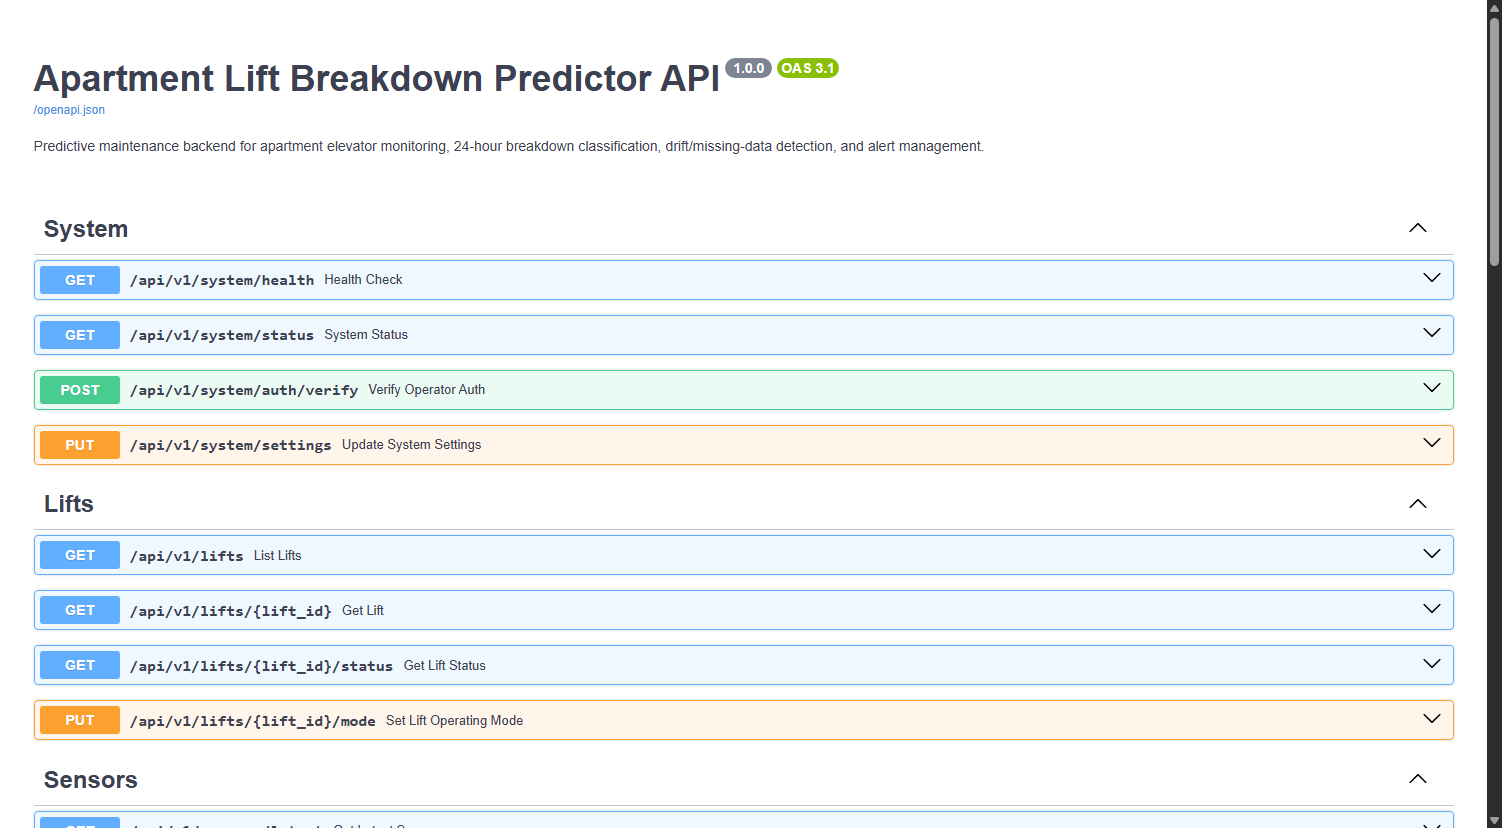 Apartment Lift Breakdown Predictor API 1.0.0 OAS 3.1
/openapi.json
Predictive maintenance backend for apartment elevator monitoring, 24-hour breakdown classification, drift/missing-data detection, and alert management.
System
GET /api/v1/system/health Health Check
GET /api/v1/system/status System Status
POST /api/v1/system/auth/verify Verify Operator Auth
PUT /api/v1/system/settings Update System Settings
Lifts
GET /api/v1/lifts List Lifts
GET /api/v1/lifts/{lift_id} Get Lift
GET /api/v1/lifts/{lift_id}/status Get Lift Status
PUT /api/v1/lifts/{lift_id}/mode Set Lift Operating Mode
Sensors
GET